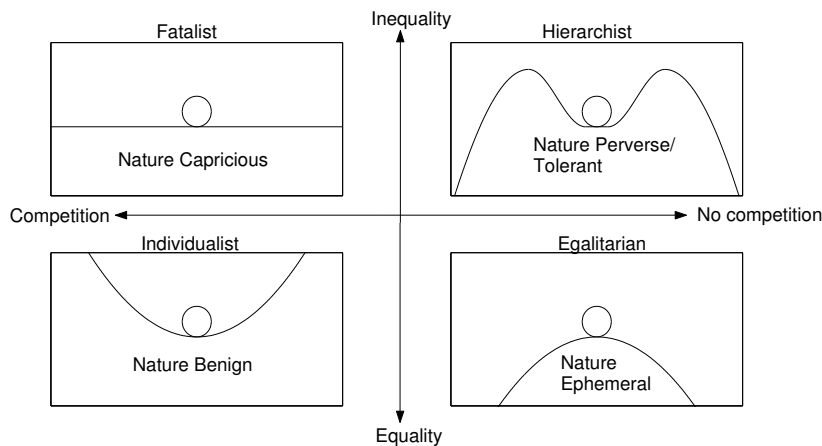 Fatalist
Inequality
Hierarchist
Nature Capricious
Nature Perverse/
Tolerant
Competition
No competition
Individualist
Egalitarian
Nature Benign
Nature
Ephemeral
Equality